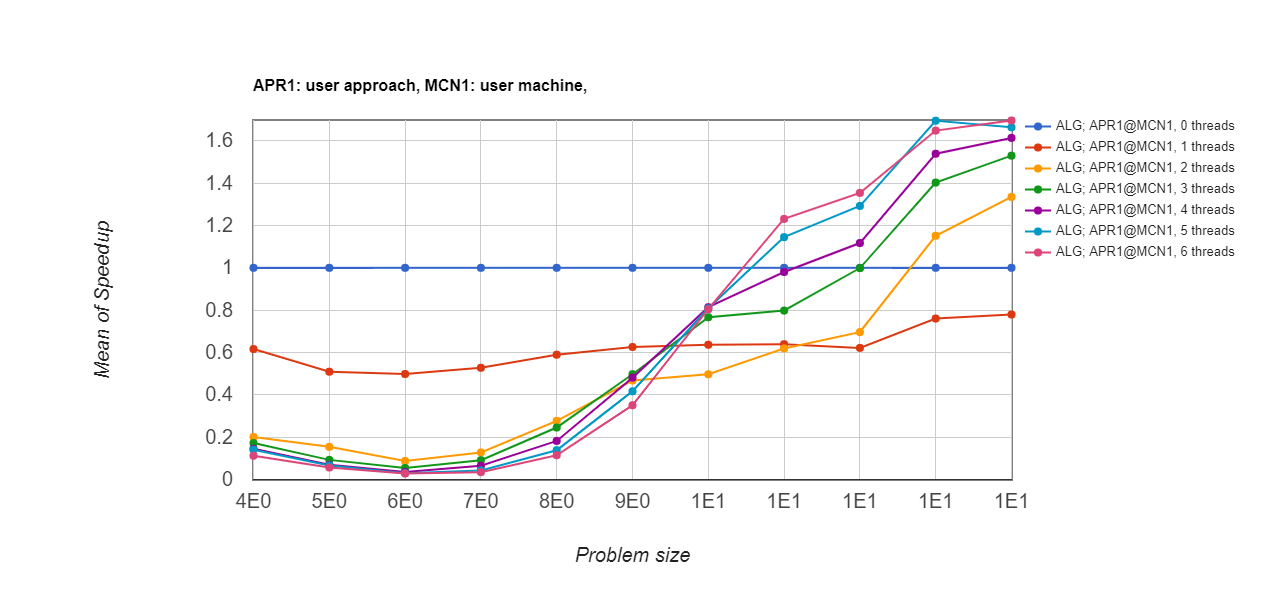 APR1: user approach, MCN1: user machine,
Mean of Speedup
1.6
1.4
1.2
1
0.8
0.6
0.4
0.2
0
4E0 5E0 6E0 7E0 8E0 9E0 1E1 1E1 1E1 1E1 1E1
Problem size
ALG; APR1@MCN1, 0 threads
ALG; APR1@MCN1, 1 threads
ALG; APR1@MCN1, 2 threads
ALG; APR1@MCN1, 3 threads
ALG; APR1@MCN1, 4 threads
ALG; APR1@MCN1, 5 threads
ALG; APR1@MCN1, 6 threads